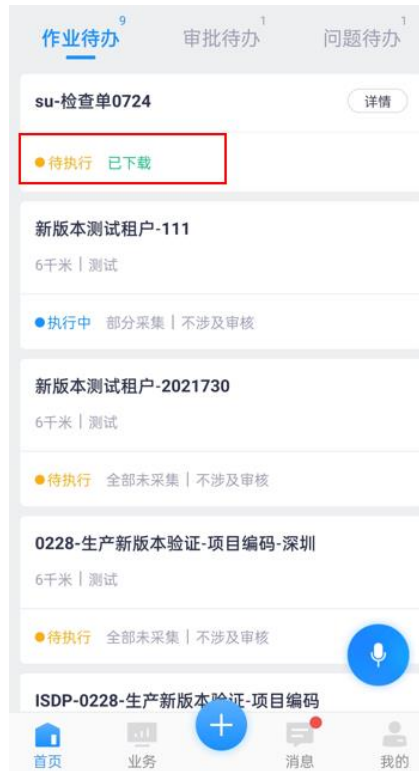 9 1 1
作业待办 审批待办 问题待办
su-检查单0724 详情
待执行 已下载
新版本测试租户-111
6千米 | 测试
执行中 部分采集 | 不涉及审核
新版本测试租户-2021730
6千米 | 测试
待执行 全部未采集 | 不涉及审核
0228-生产新版本验证-项目编码-深圳
6千米 | 测试
待执行 全部未采集 | 不涉及审核
ISDP-0228-生产新版本验证-项目编码
首页 业务 消息 我的